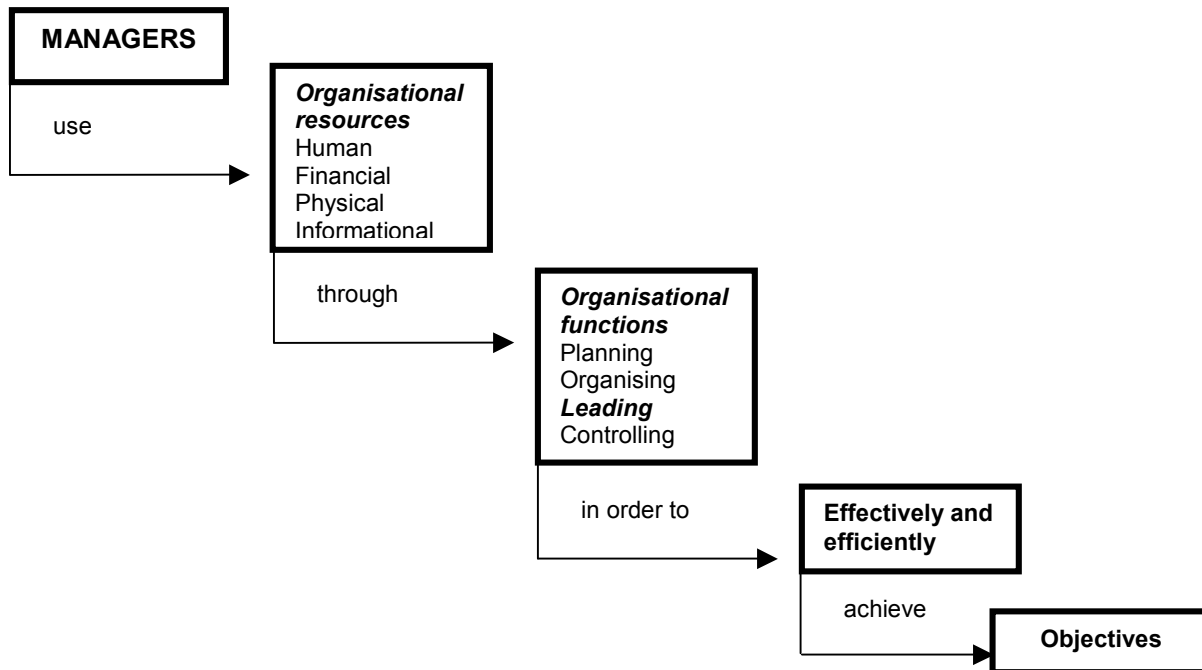 MANAGERS
use
Organisational
resources
Human
Financial
Physical
Informational
through
Organisational
functions
Planning
Organising
Leading
Controlling
in order to
Effectively and
efficiently
achieve
Objectives